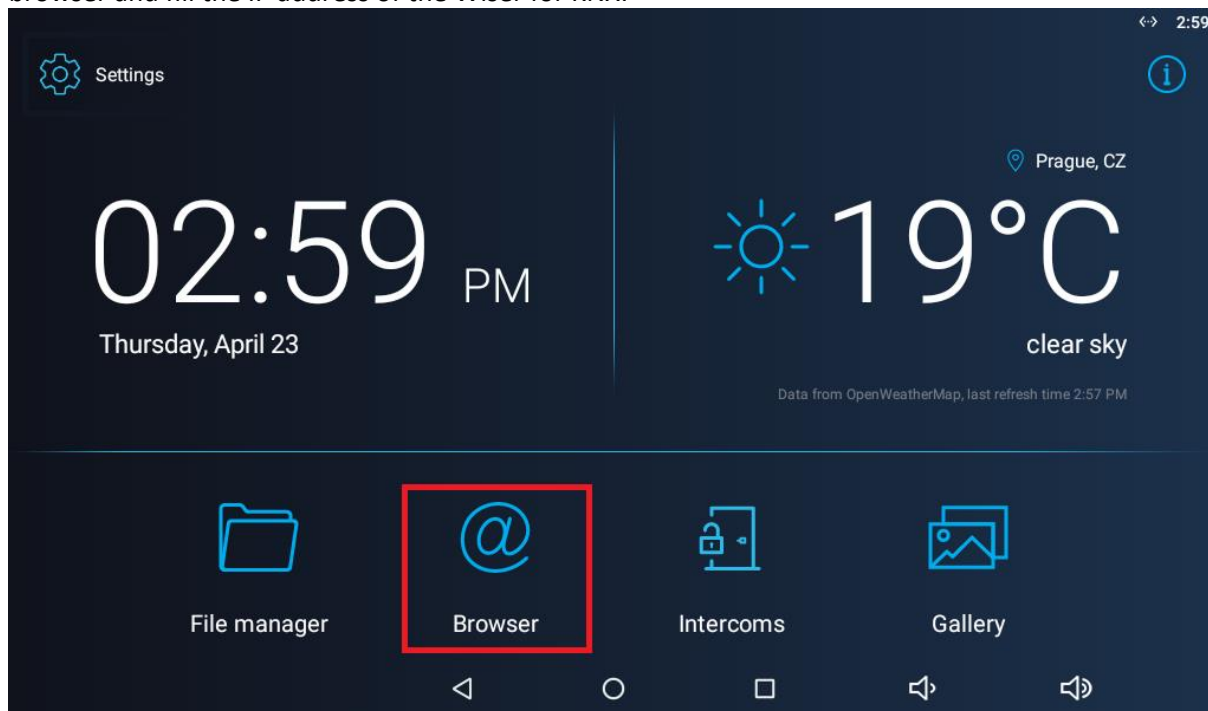 2:59
Settings
Prague, CZ
02:59 PM
19°C
Thursday, April 23
clear sky
Data from OpenWeatherMap, last refresh time 2:57 PM
File manager
Browser
Intercoms
Gallery